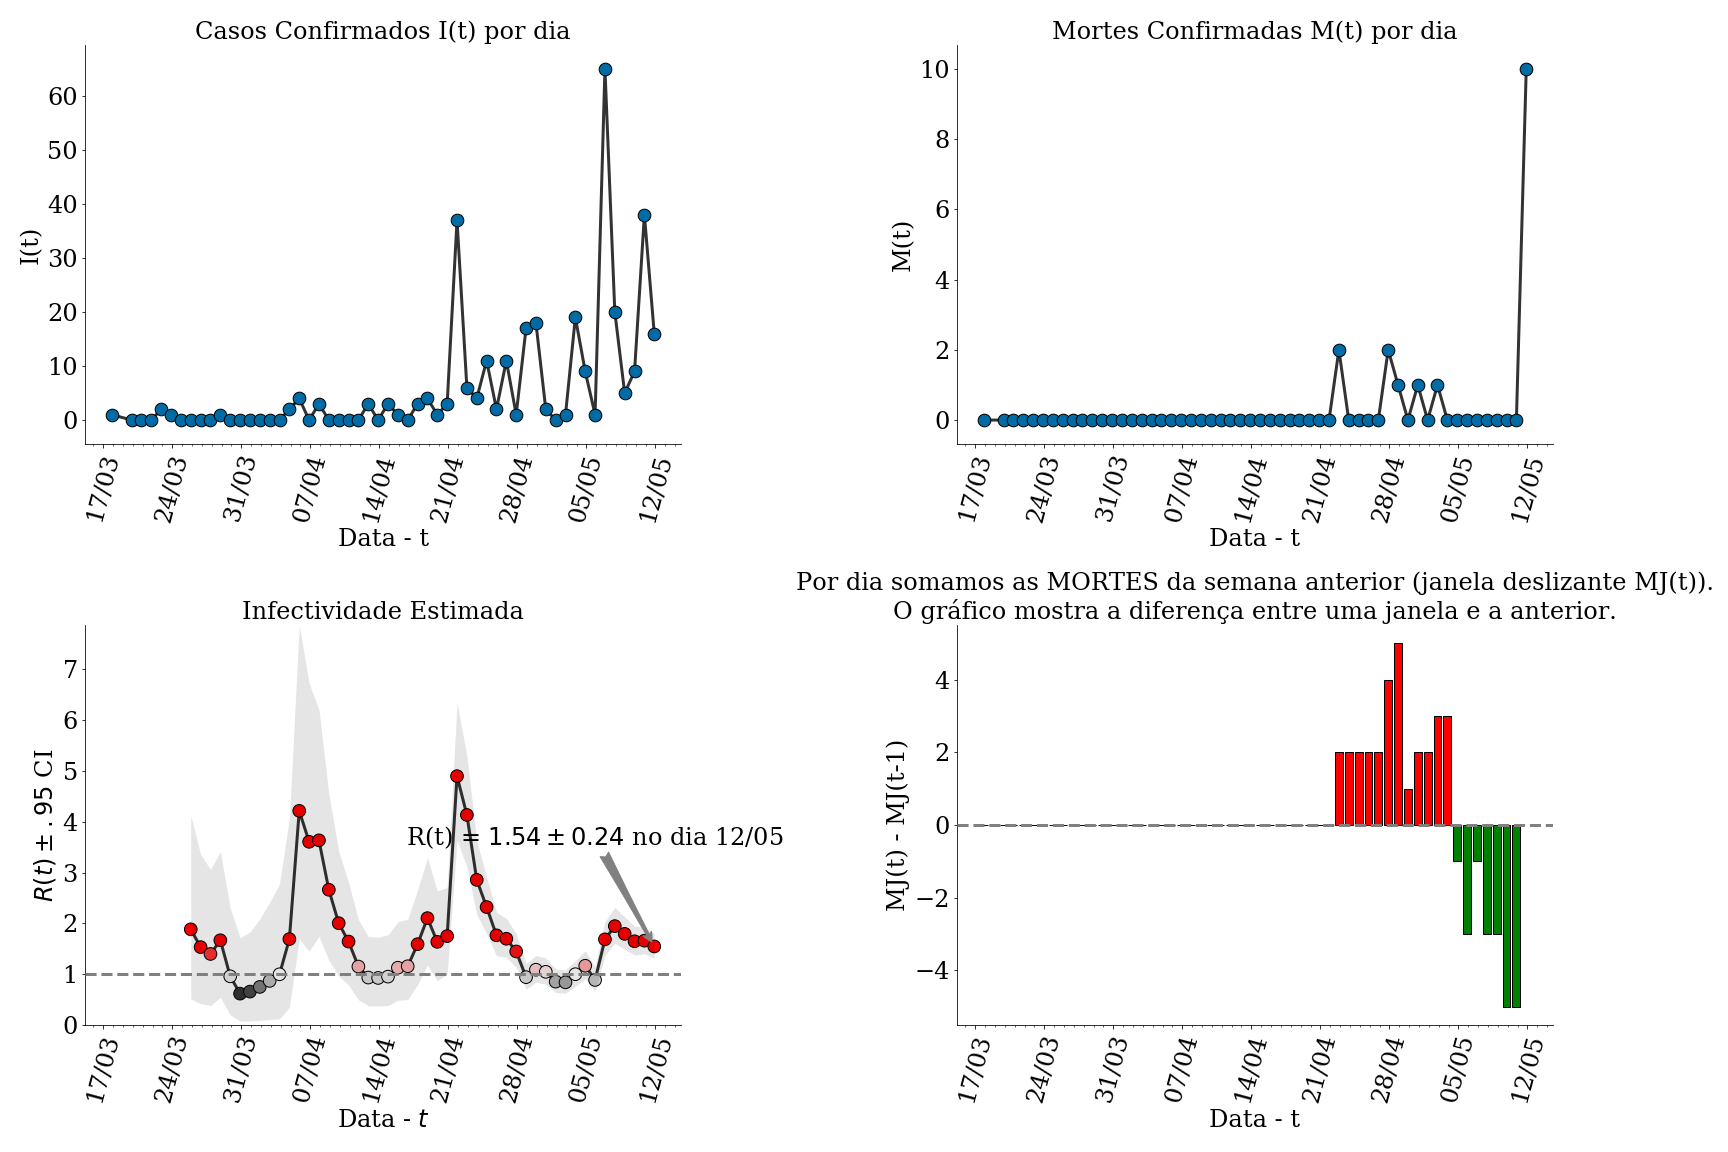 Casos Confirmados I(t) por dia
I(t)
60
50
40
30
20
10
0
17/03 24/03 31/03 07/04 14/04 21/04 28/04 05/05 12/05
Data - t
Mortes Confirmadas M(t) por dia
M(t)
10
8
6
4
2
0
17/03 24/03 31/03 07/04 14/04 21/04 28/04 05/05 12/05
Data - t
Infectividade Estimada
R(t) ± .95 CI
7
6
5
4
3
2
1
0
R(t) = 1.54 ± 0.24 no dia 12/05
17/03 24/03 31/03 07/04 14/04 21/04 28/04 05/05 12/05
Data - t
Por dia somamos as MORTES da semana anterior (janela deslizante MJ(t)).
O gráfico mostra a diferença entre uma janela e a anterior.
MJ(t) - MJ(t-1)
4
2
0
−2
−4
17/03 24/03 31/03 07/04 14/04 21/04 28/04 05/05 12/05
Data - t